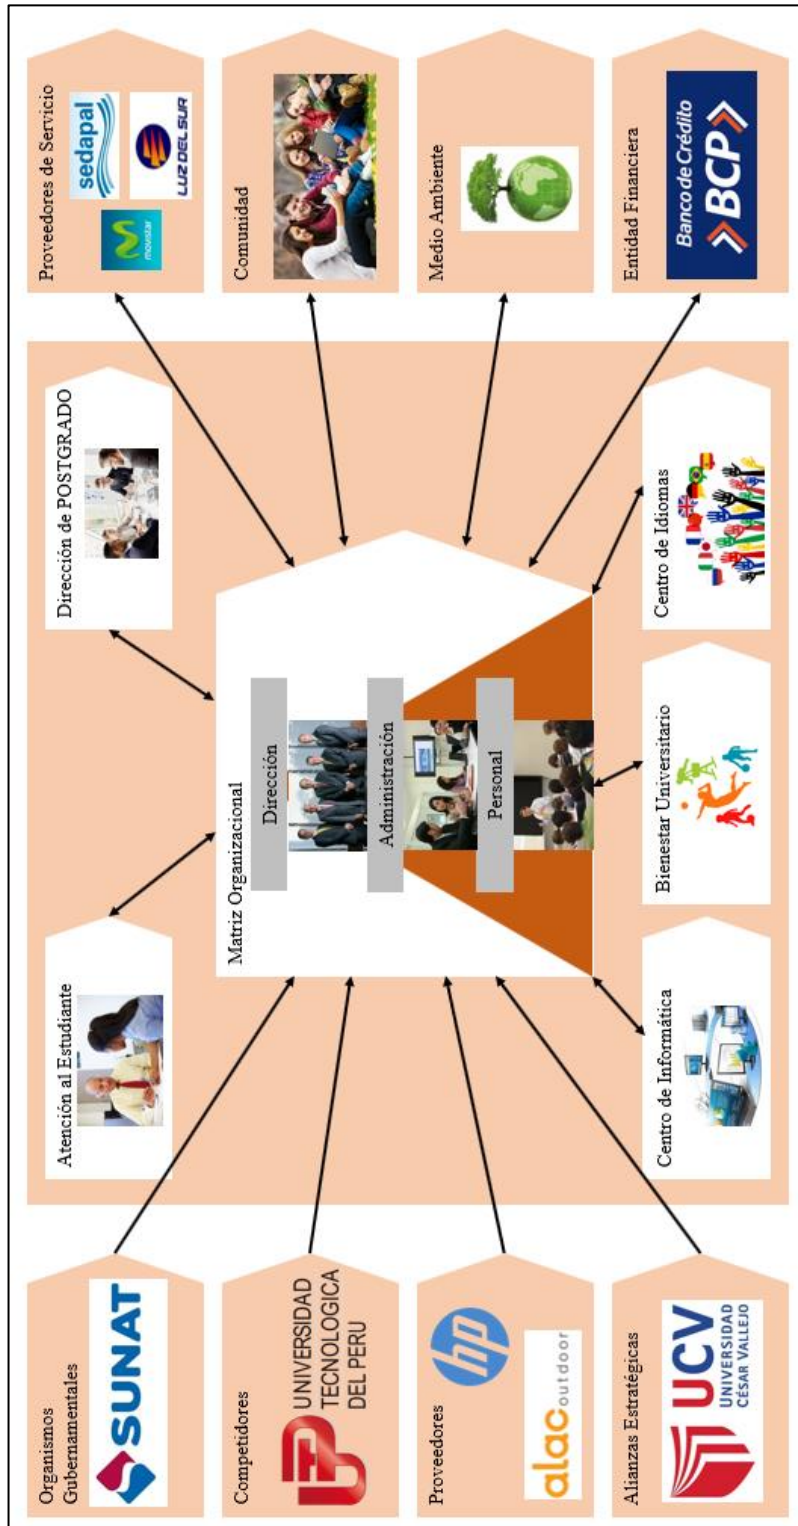 Organismos
Gubernamentales
SUNAT
Competidores
UTP
UNIVERSIDAD
TECNOLOGICA
DEL PERU
Proveedores
hp
alac outdoor
Alianzas Estratégicas
UCV
UNIVERSIDAD
CÉSAR VALLEJO
Atención al Estudiante
Dirección de POSTGRADO
Matriz Organizacional
Dirección
Administración
Personal
Centro de Informática
Bienestar Universitario
Centro de Idiomas
Proveedores de Servicio
movistar
sedapal
LUZ DEL SUR
Comunidad
Medio Ambiente
Entidad Financiera
Banco de Crédito
BCP